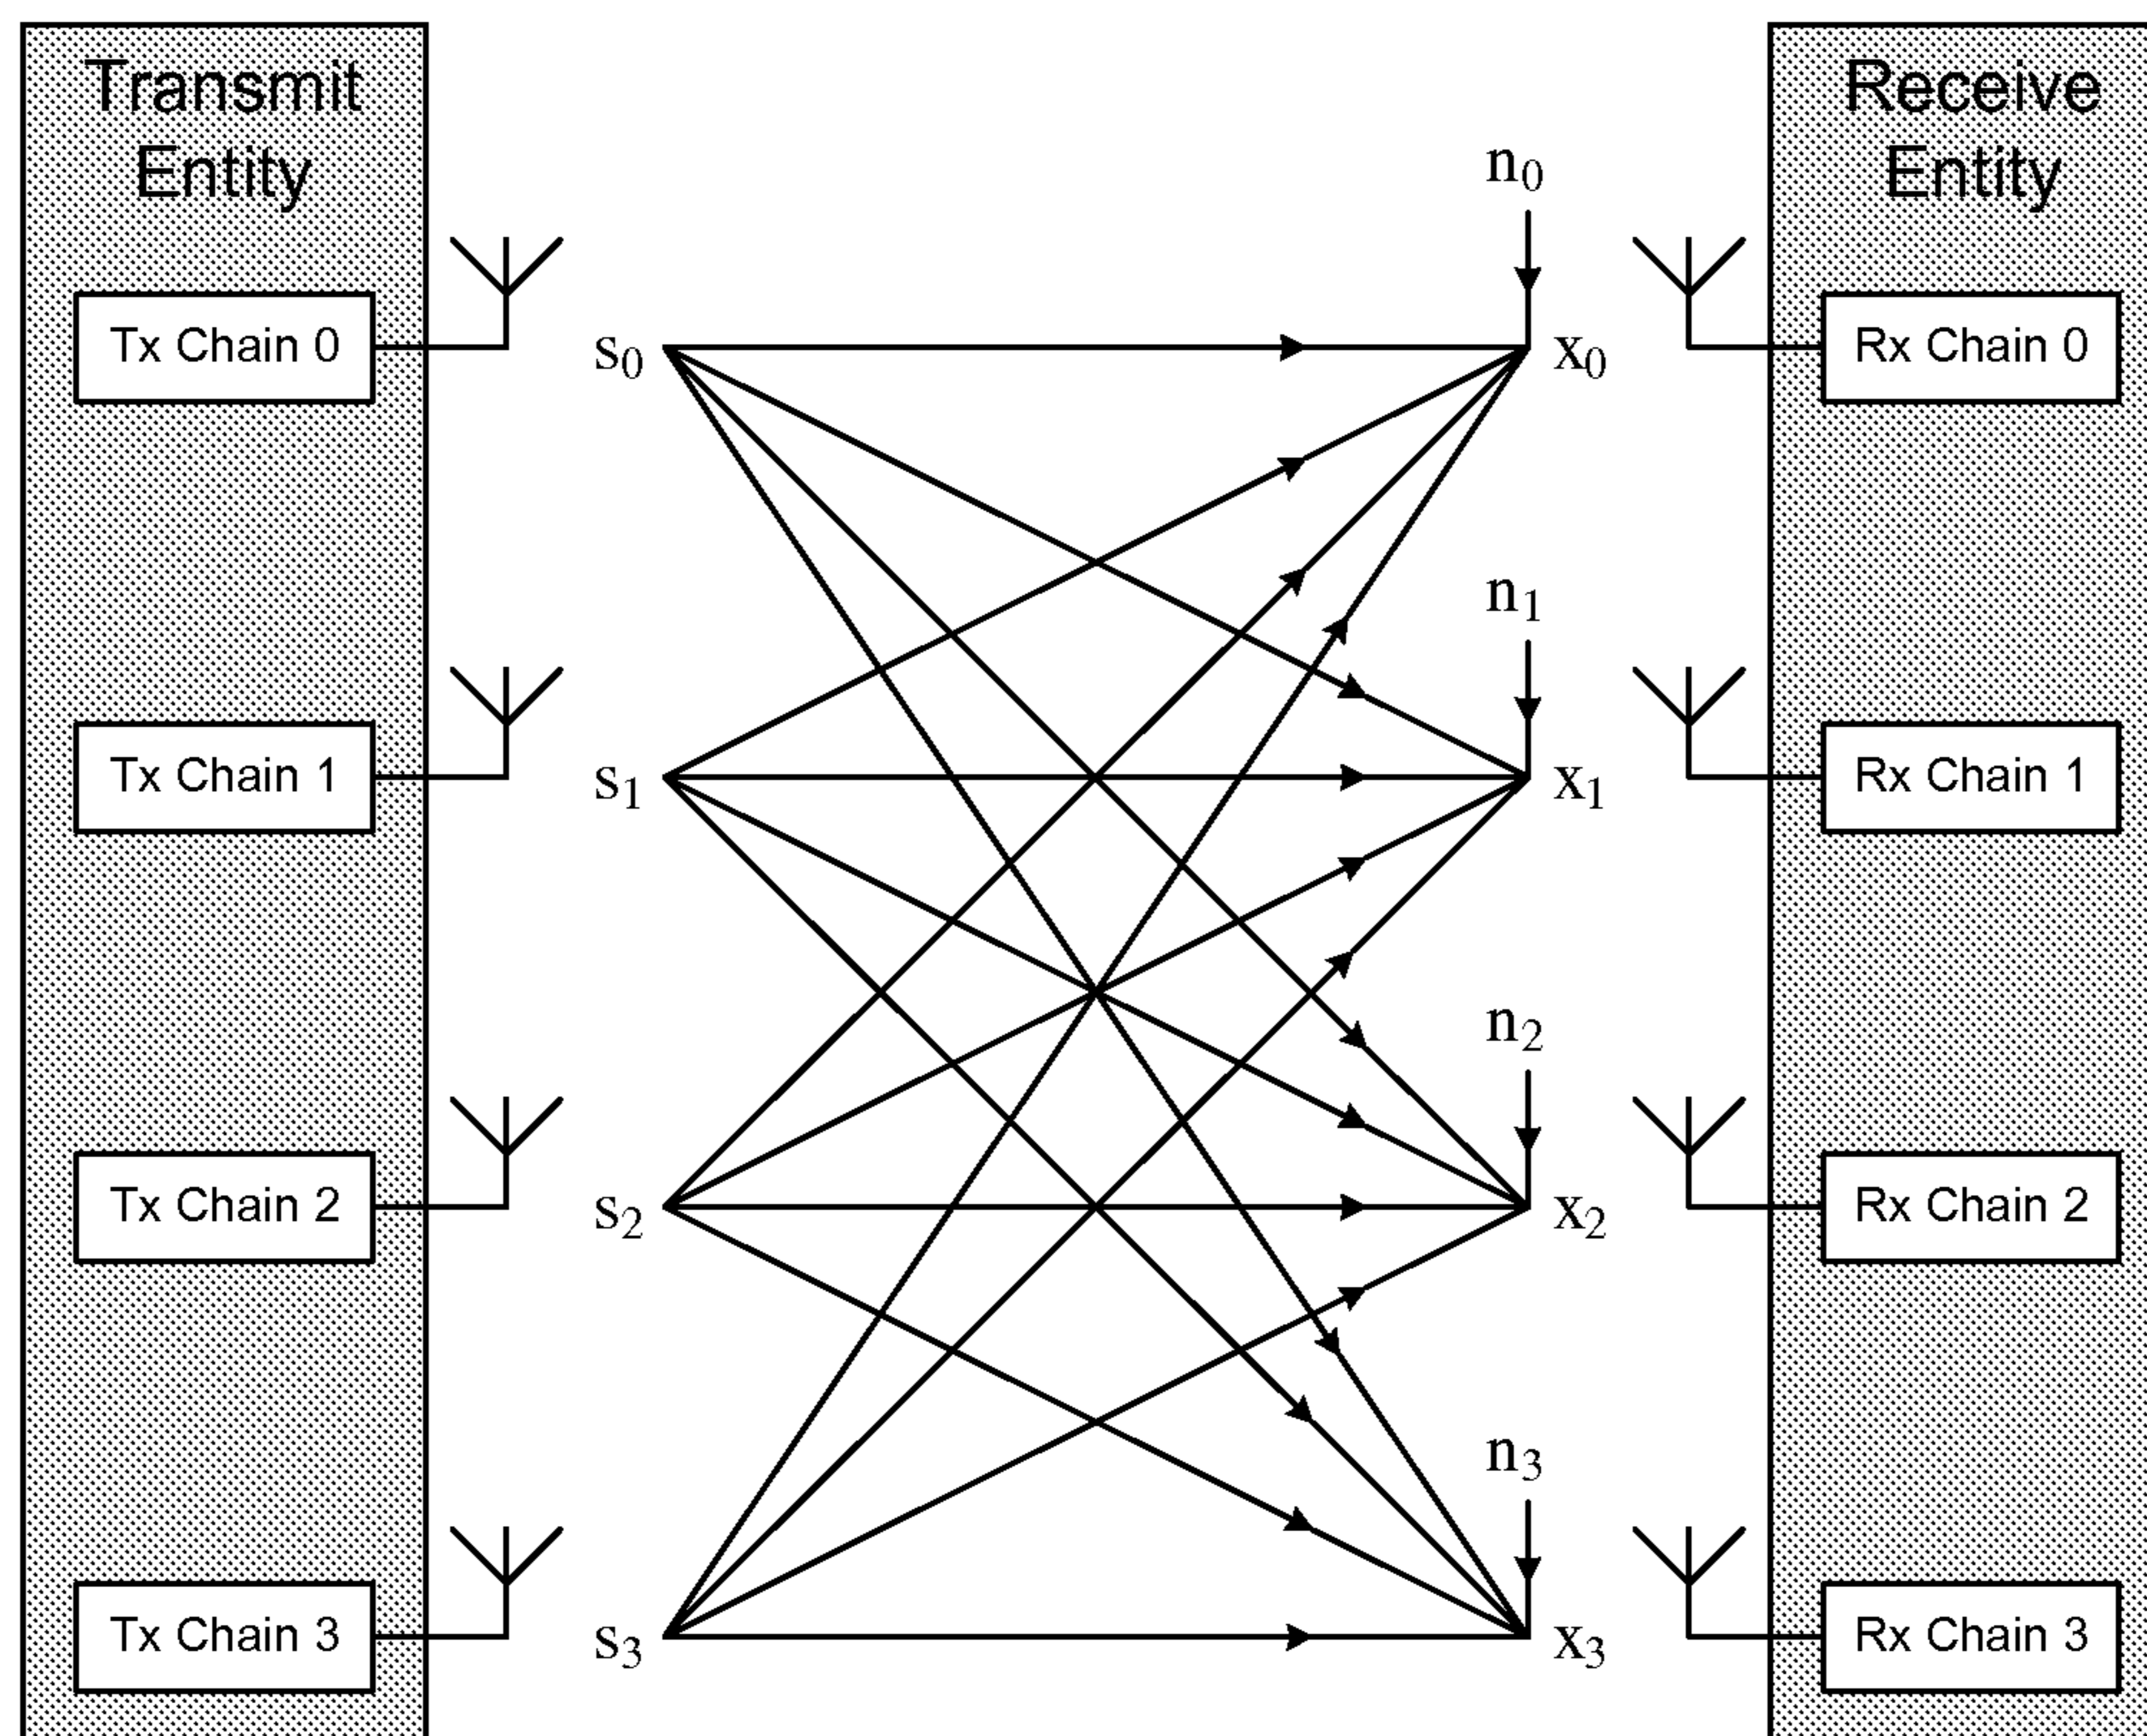 Transmit
Entity
Receive
Entity
n₀
Tx Chain 0
s₀
x₀
Rx Chain 0
n₁
Tx Chain 1
s₁
x₁
Rx Chain 1
n₂
Tx Chain 2
s₂
x₂
Rx Chain 2
n₃
Tx Chain 3
s₃
x₃
Rx Chain 3